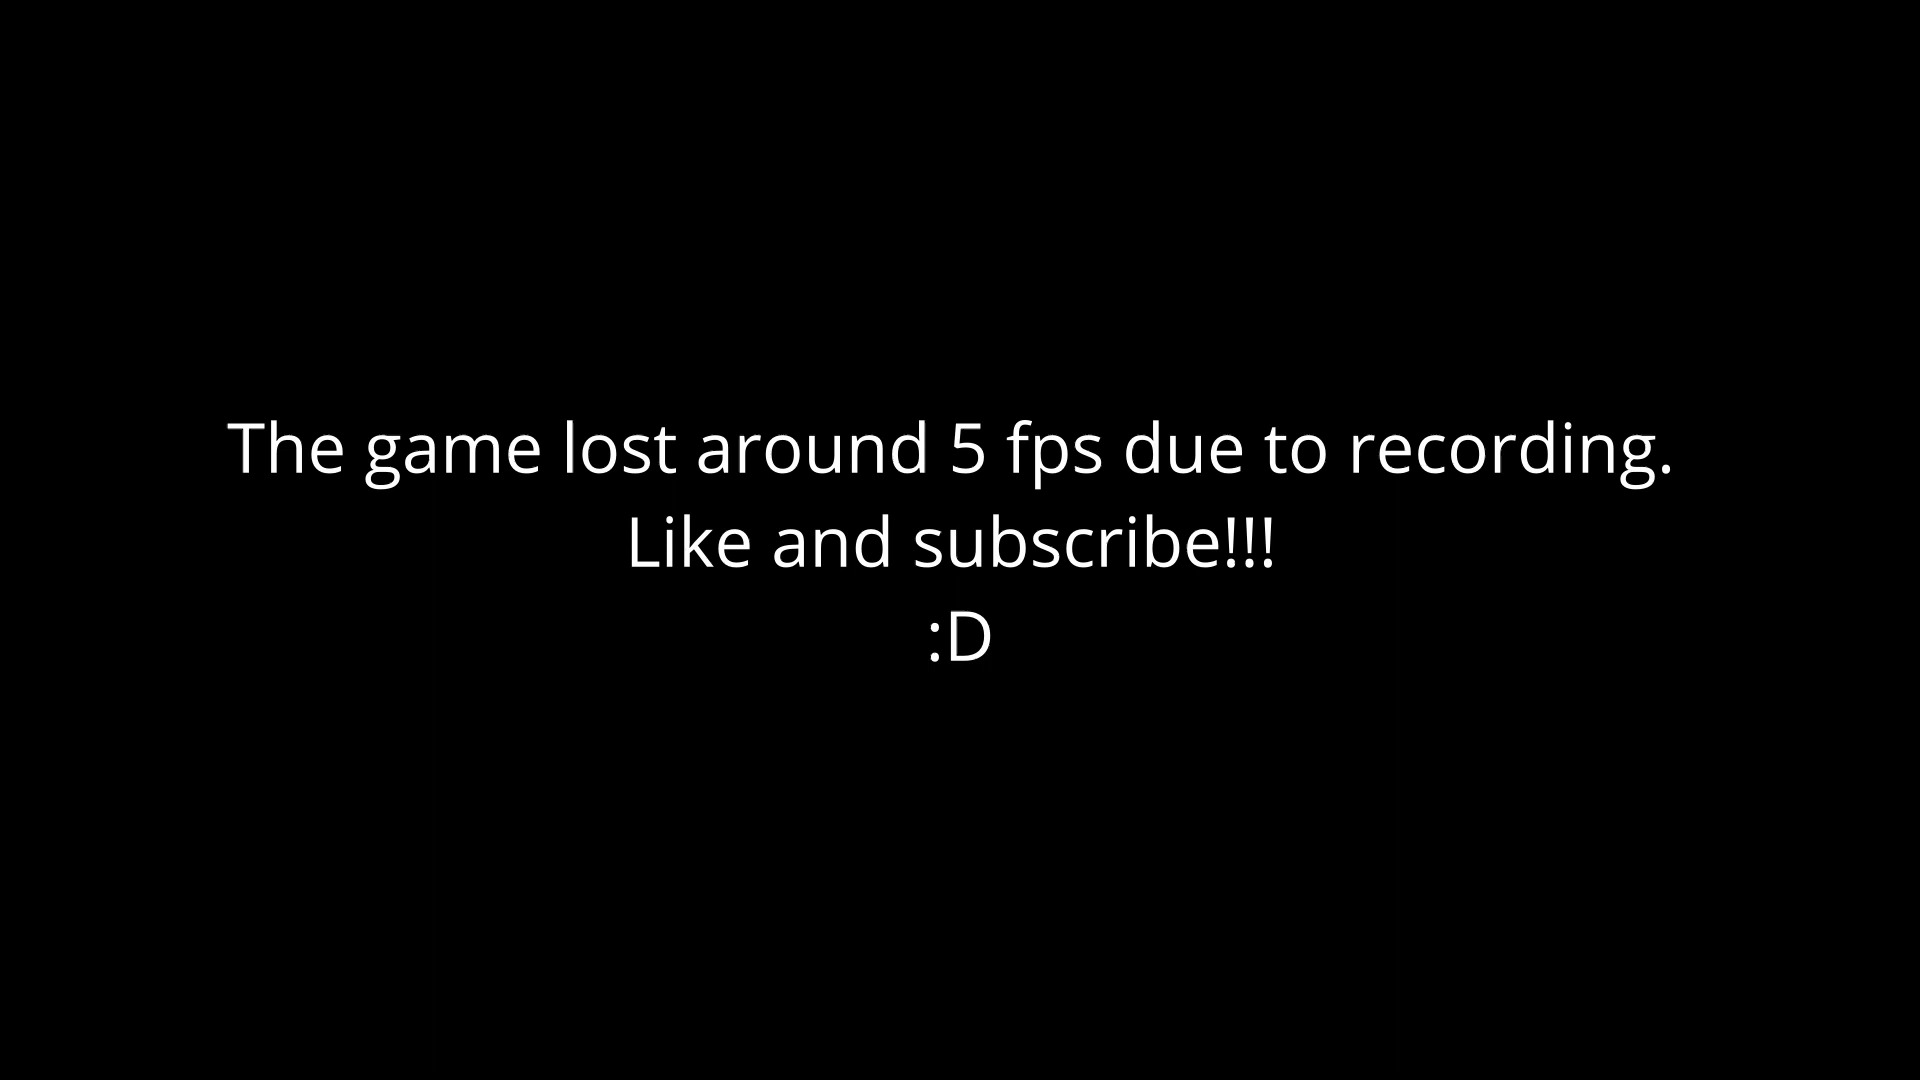 The game lost around 5 fps due to recording.
Like and subscribe!!!
:D